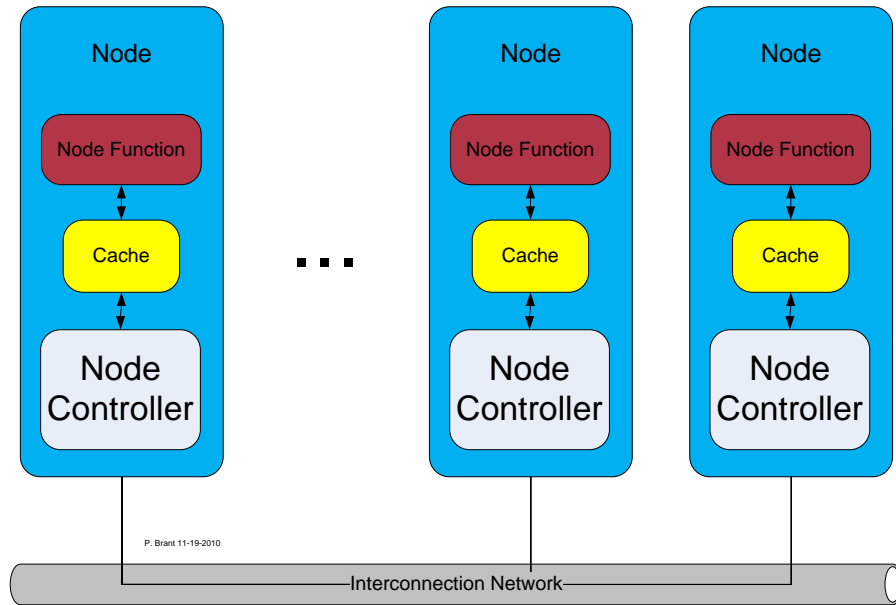 Node
Node
Node
Node Function
Node Function
Node Function
Cache
Cache
Cache
Node
Controller
Node
Controller
Node
Controller
P. Brant 11-19-2010
Interconnection Network